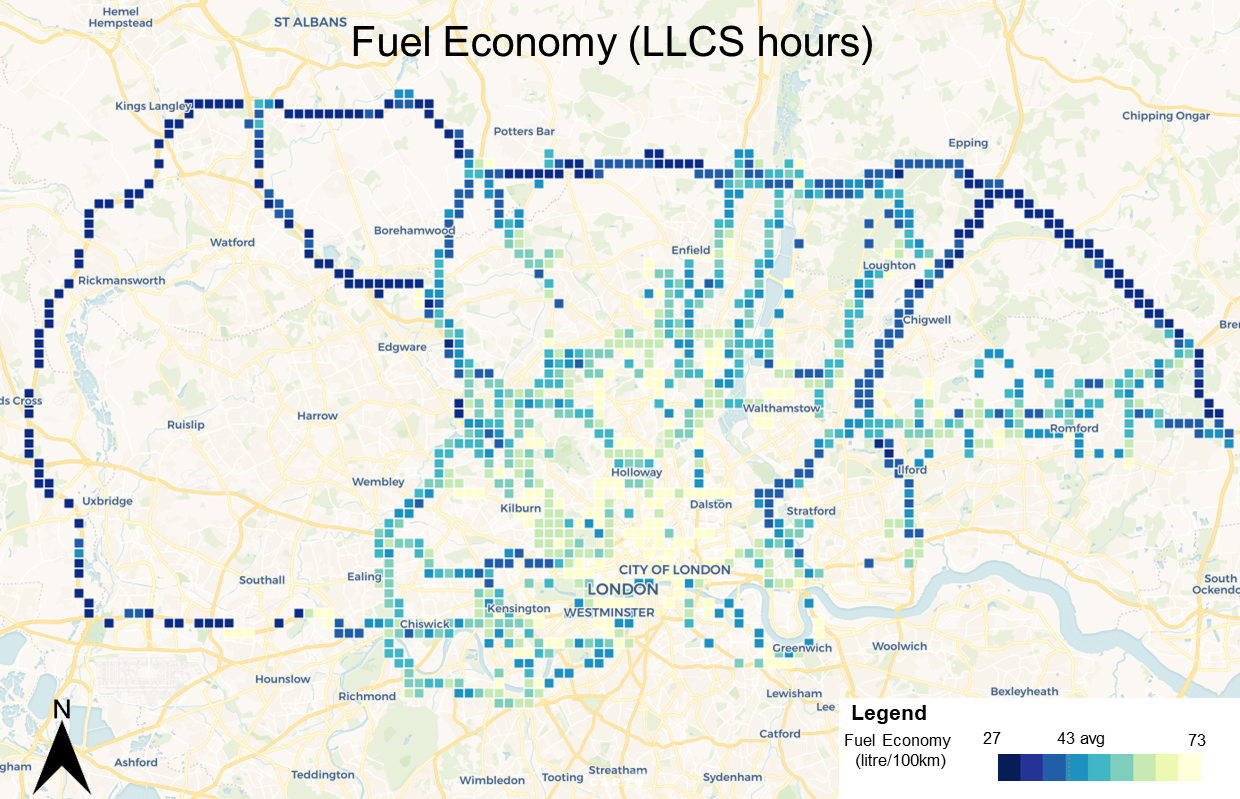 Hemel
Hempstead
ST ALBANS
Fuel Economy (LLCS hours)
Kings Langley
Potters Bar
Chipping Ongar
Epping
Borehamwood
Watford
Enfield
Loughton
Rickmansworth
Chigwell
Bre
Edgware
ds Cross
Harrow
Walthamstow
Ruislip
Romford
Holloway
Ilford
Wembley
Uxbridge
Kilburn
Dalston
Stratford
CITY OF LONDON
Southall
Ealing
LONDON
South
Ockendo
Kensington
WESTMINSTER
Chiswick
Greenwich
Woolwich
Hounslow
Richmond
Lewisham
Lee
Bexleyheath
N
Legend
Catford
Fuel Economy
(litre/100km)
27
43 avg
73
gham
Ashford
Teddington
Wimbledon
Tooting
Streatham
Sydenham